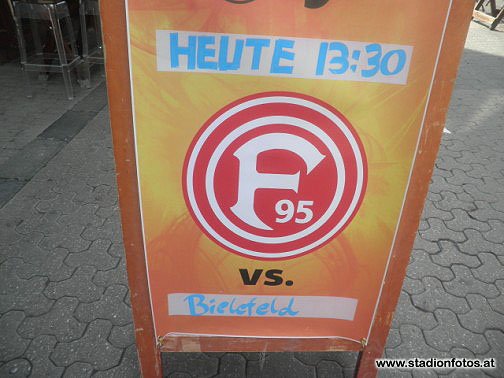 HEUTE 13:30
F
95
VS.
Bielefeld
www.stadionfotos.at